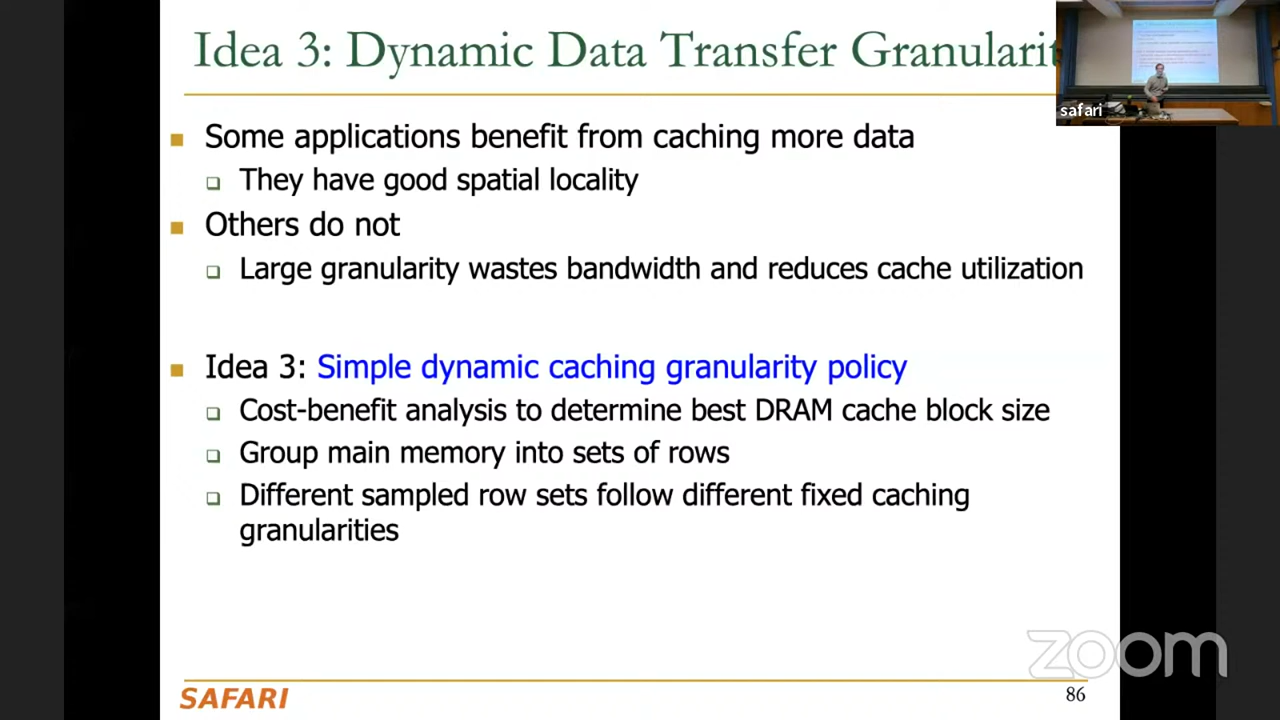 Idea 3: Dynamic Data Transfer Granularit
safari
■ Some applications benefit from caching more data
❑ They have good spatial locality
■ Others do not
❑ Large granularity wastes bandwidth and reduces cache utilization
■ Idea 3: Simple dynamic caching granularity policy
❑ Cost-benefit analysis to determine best DRAM cache block size
❑ Group main memory into sets of rows
❑ Different sampled row sets follow different fixed caching
granularities
zoom
SAFARI
86